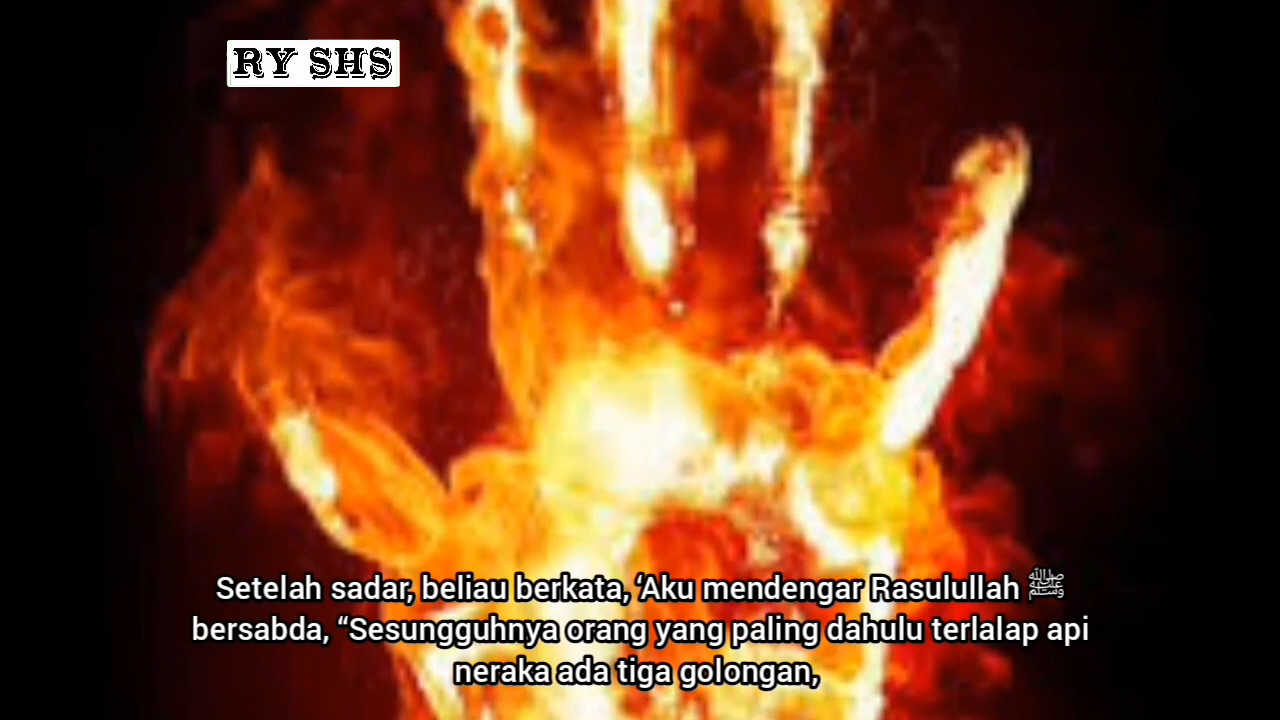 RY SHS
Setelah sadar, beliau berkata, ‘Aku mendengar Rasulullah ﷺ
bersabda, “Sesungguhnya orang yang paling dahulu terlalap api
neraka ada tiga golongan,